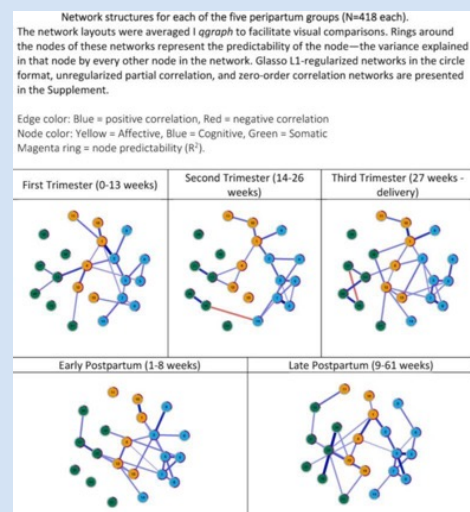 Network structures for each of the five peripartum groups (N=418 each).
The network layouts were averaged I qgraph to facilitate visual comparisons. Rings around
the nodes of these networks represent the predictability of the node—the variance explained
in that node by every other node in the network. Glasso L1-regularized networks in the circle
format, unregularized partial correlation, and zero-order correlation networks are presented
in the Supplement.
Edge color: Blue = positive correlation, Red = negative correlation
Node color: Yellow = Affective, Blue = Cognitive, Green = Somatic
Magenta ring = node predictability (R²).
First Trimester (0-13 weeks)
Second Trimester (14-26
weeks)
Third Trimester (27 weeks -
delivery)
Early Postpartum (1-8 weeks)
Late Postpartum (9-61 weeks)